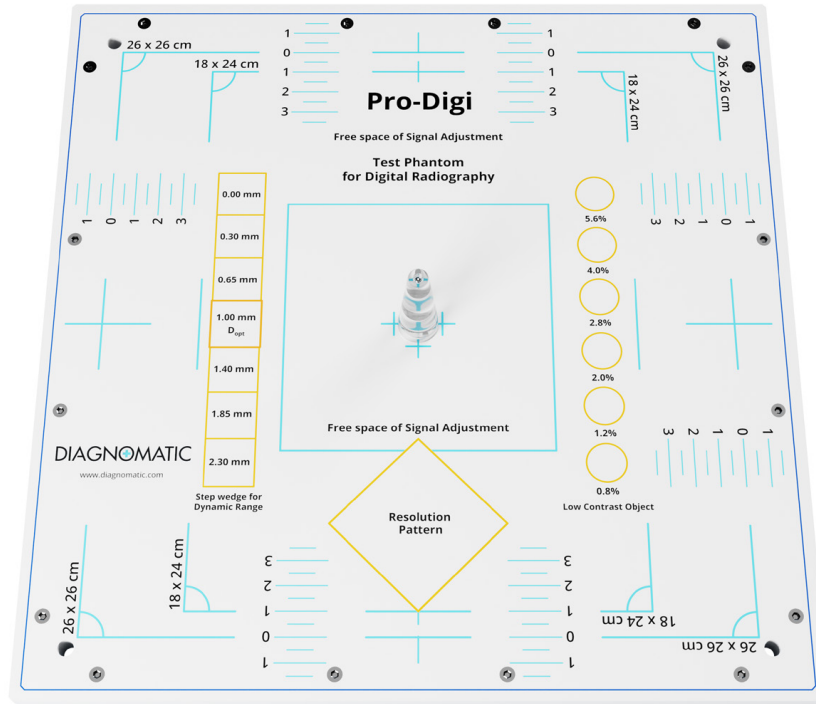 26 x 26 cm
18 x 24 cm
1
0
1
2
3
1
0
1
2
3
18 x 24 cm
26 x 26 cm
Pro-Digi
Free space of Signal Adjustment
Test Phantom
for Digital Radiography
1
0
1
2
3
0.00 mm
0.30 mm
0.65 mm
1.00 mm
Dopt
1.40 mm
1.85 mm
2.30 mm
Step wedge for
Dynamic Range
5.6%
4.0%
2.8%
2.0%
1.2%
0.8%
Low Contrast Object
3
2
1
0
1
3
2
1
0
1
Free space of Signal Adjustment
DIAGNOMATIC
www.diagnomatic.com
Resolution
Pattern
26 x 26 cm
18 x 24 cm
3
2
1
0
1
3
2
1
0
1
18 x 24 cm
26 x 26 cm